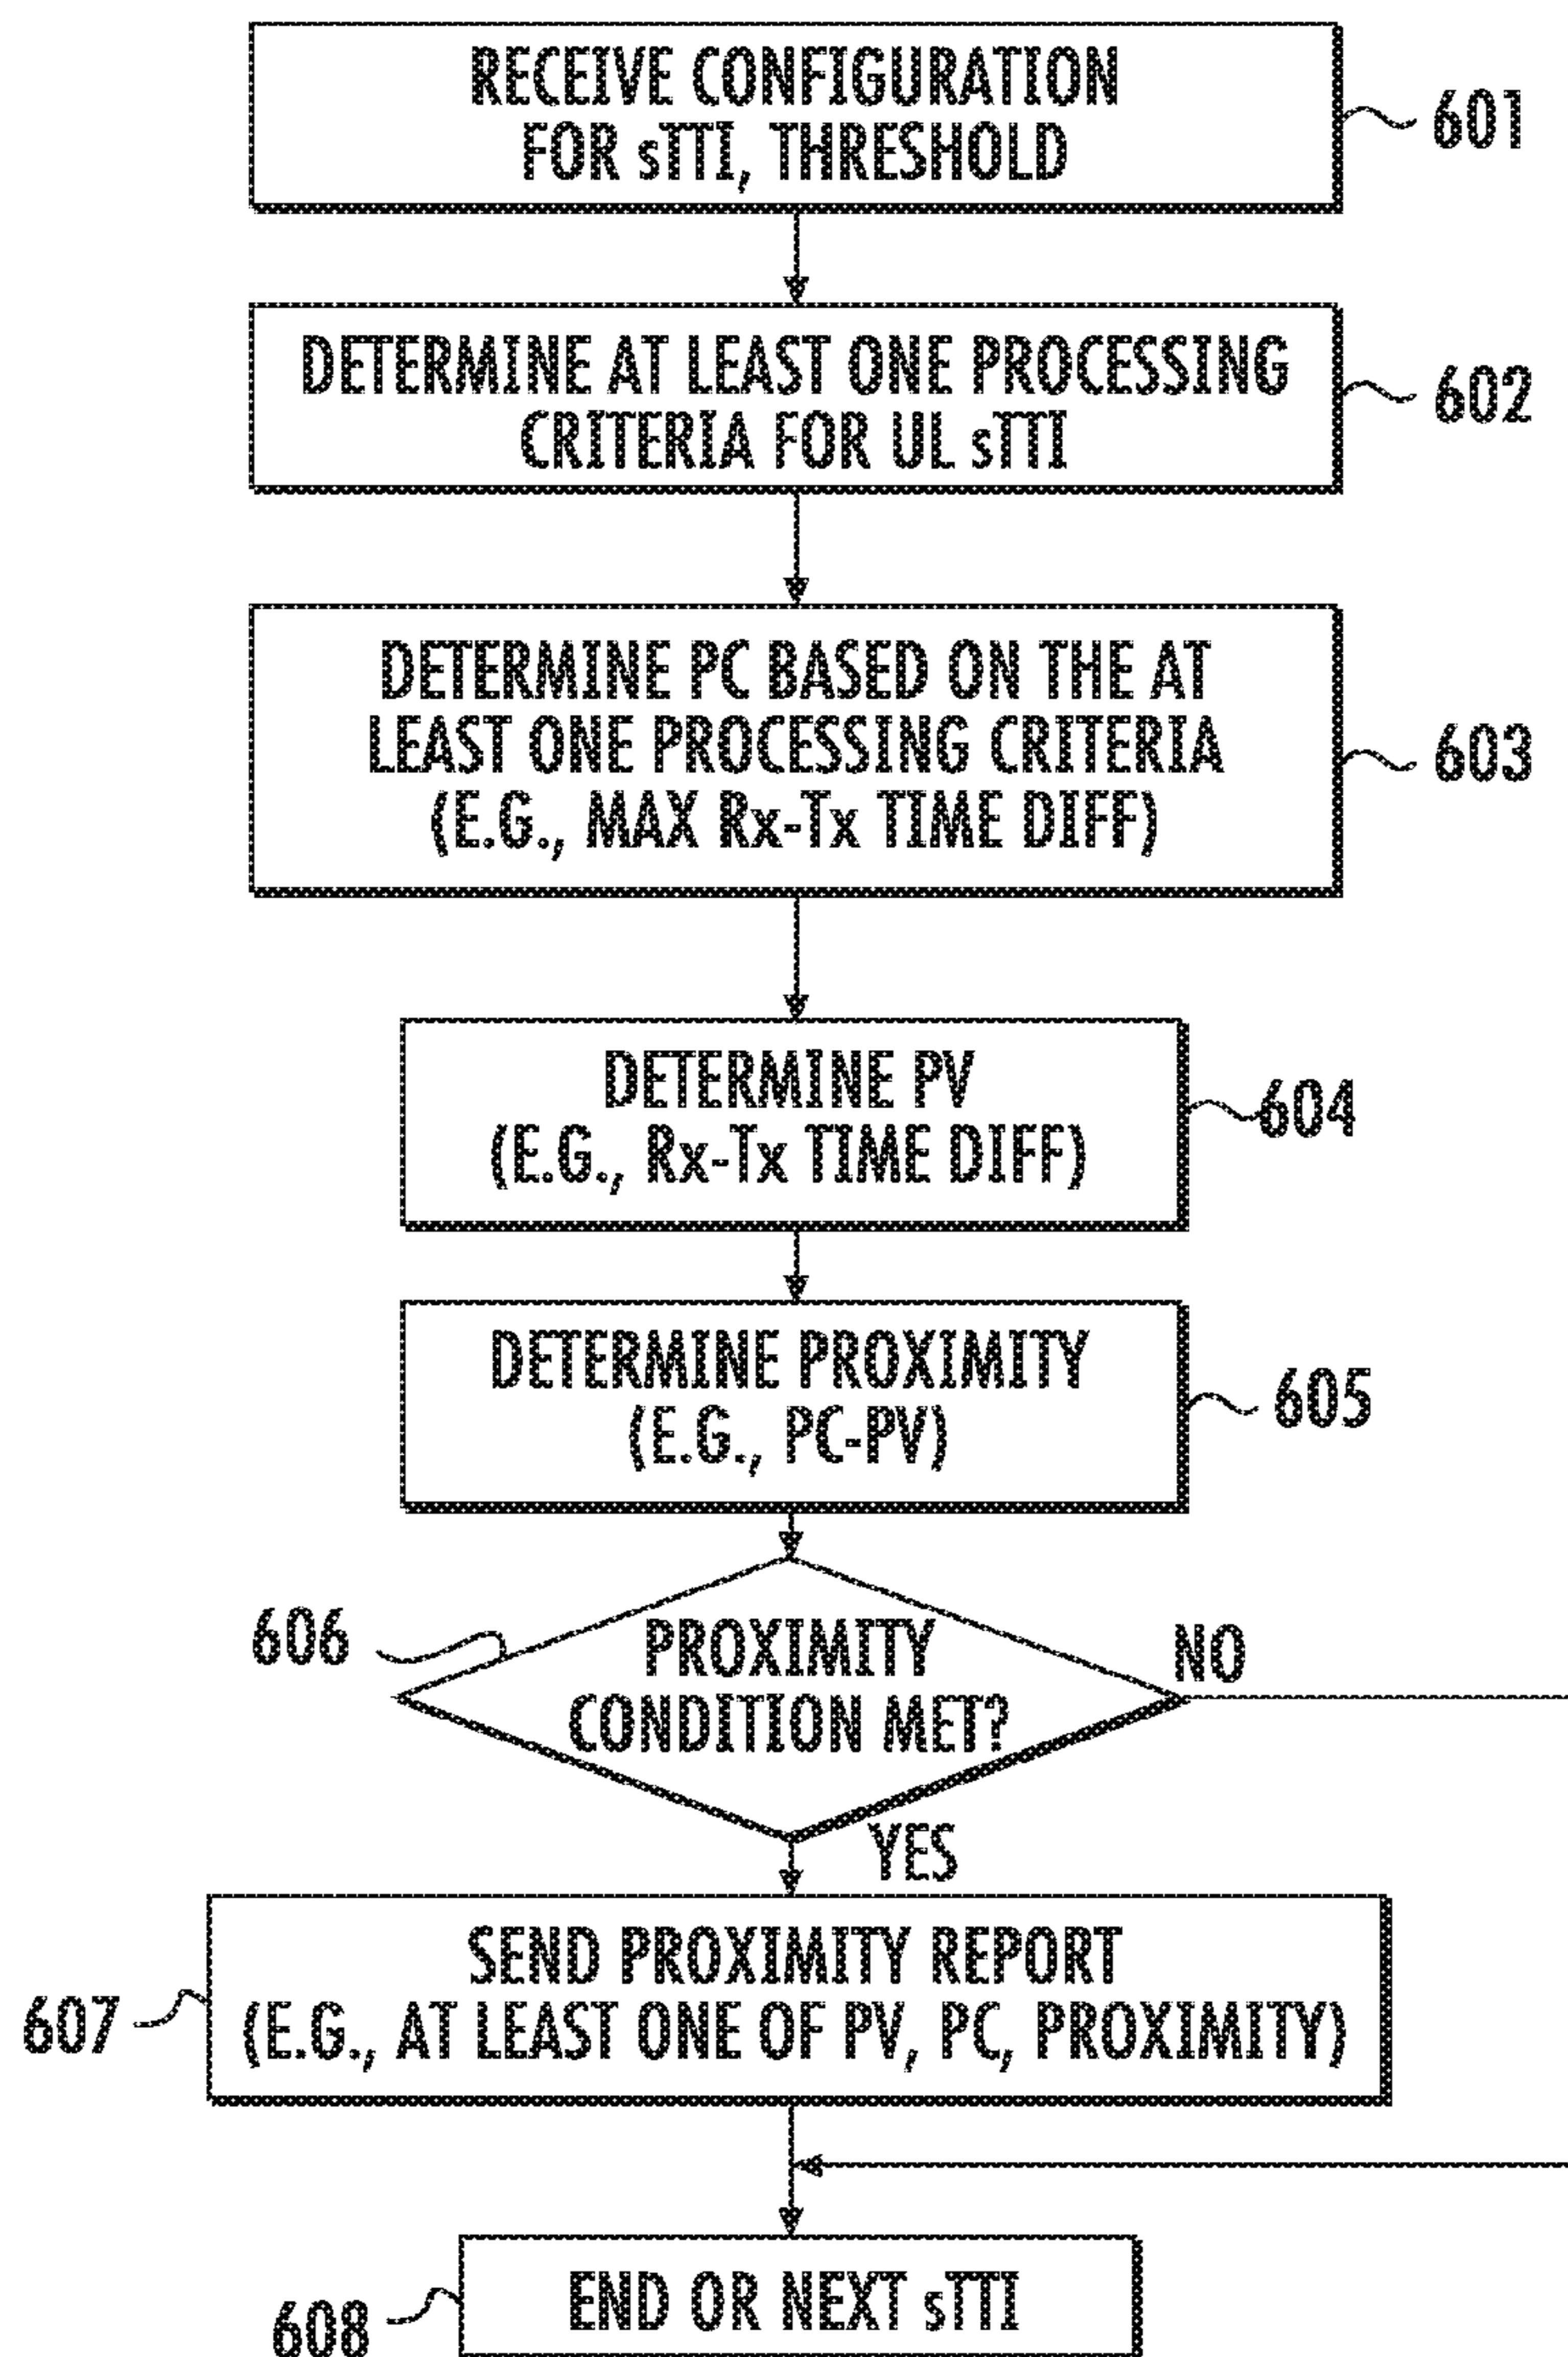 RECEIVE CONFIGURATION
FOR sTTI, THRESHOLD
601
DETERMINE AT LEAST ONE PROCESSING
CRITERIA FOR UL sTTI
602
DETERMINE PC BASED ON THE AT
LEAST ONE PROCESSING CRITERIA
(E.G., MAX Rx-Tx TIME DIFF)
603
DETERMINE PV
(E.G., Rx-Tx TIME DIFF)
604
DETERMINE PROXIMITY
(E.G., PC-PV)
605
606
PROXIMITY
CONDITION MET?
NO
YES
SEND PROXIMITY REPORT
(E.G., AT LEAST ONE OF PV, PC, PROXIMITY)
607
END OR NEXT sTTI
608